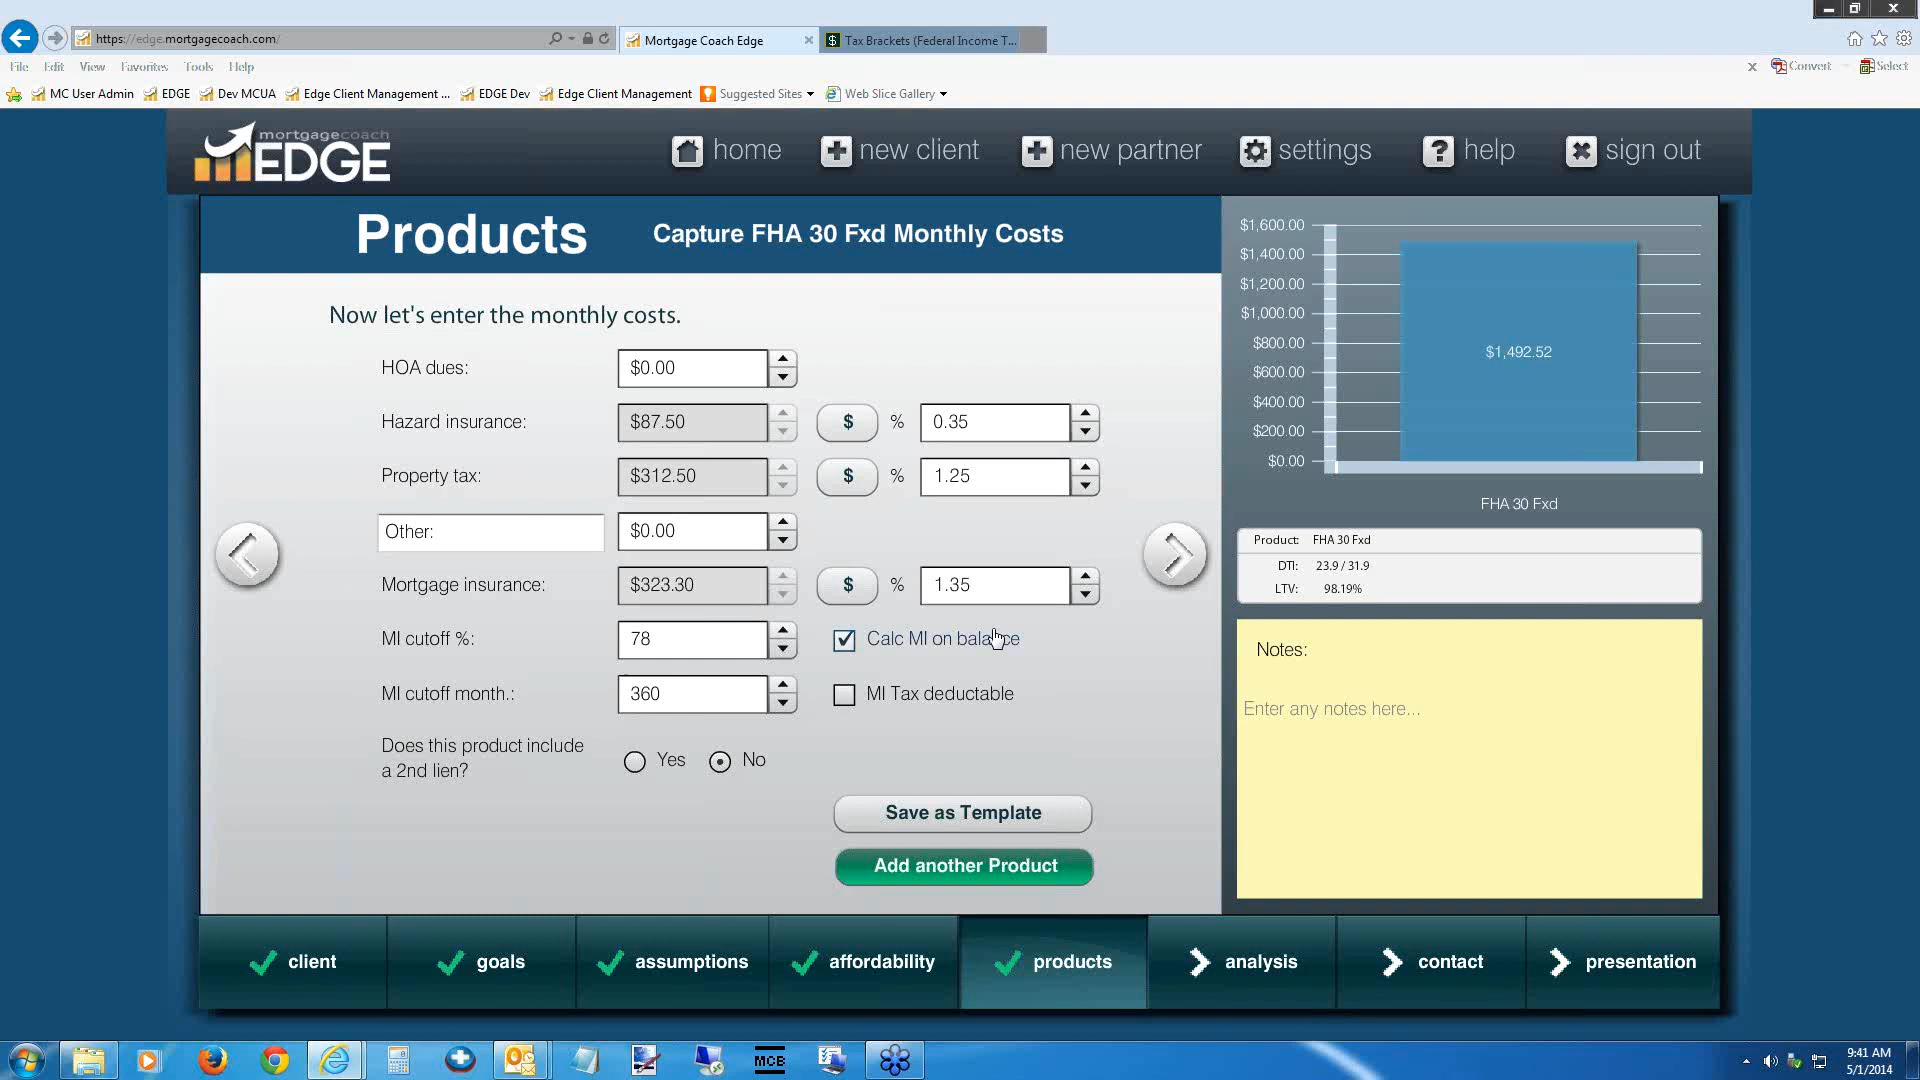 https://edge.mortgagecoach.com/
Mortgage Coach Edge
Tax Brackets (Federal Income T...
File Edit View Favorites Tools Help
Convert Select
MC User Admin EDGE Dev MCUA Edge Client Management ... EDGE Dev Edge Client Management Suggested Sites Web Slice Gallery
mortgagecoach
EDGE
home new client new partner settings help sign out
Products
Capture FHA 30 Fxd Monthly Costs
Now let's enter the monthly costs.
HOA dues: $0.00
Hazard insurance: $87.50 $ % 0.35
Property tax: $312.50 $ % 1.25
Other: $0.00
Mortgage insurance: $323.30 $ % 1.35
MI cutoff %: 78 Calc MI on balance
MI cutoff month.: 360 MI Tax deductable
Does this product include
a 2nd lien?
Yes No
Save as Template
Add another Product
$1,600.00
$1,400.00
$1,200.00
$1,000.00
$800.00
$600.00
$400.00
$200.00
$0.00
$1,492.52
FHA 30 Fxd
Product: FHA 30 Fxd
DTI: 23.9 / 31.9
LTV: 98.19%
Notes:
Enter any notes here...
client goals assumptions affordability products analysis contact presentation
MCB
9:41 AM
5/1/2014